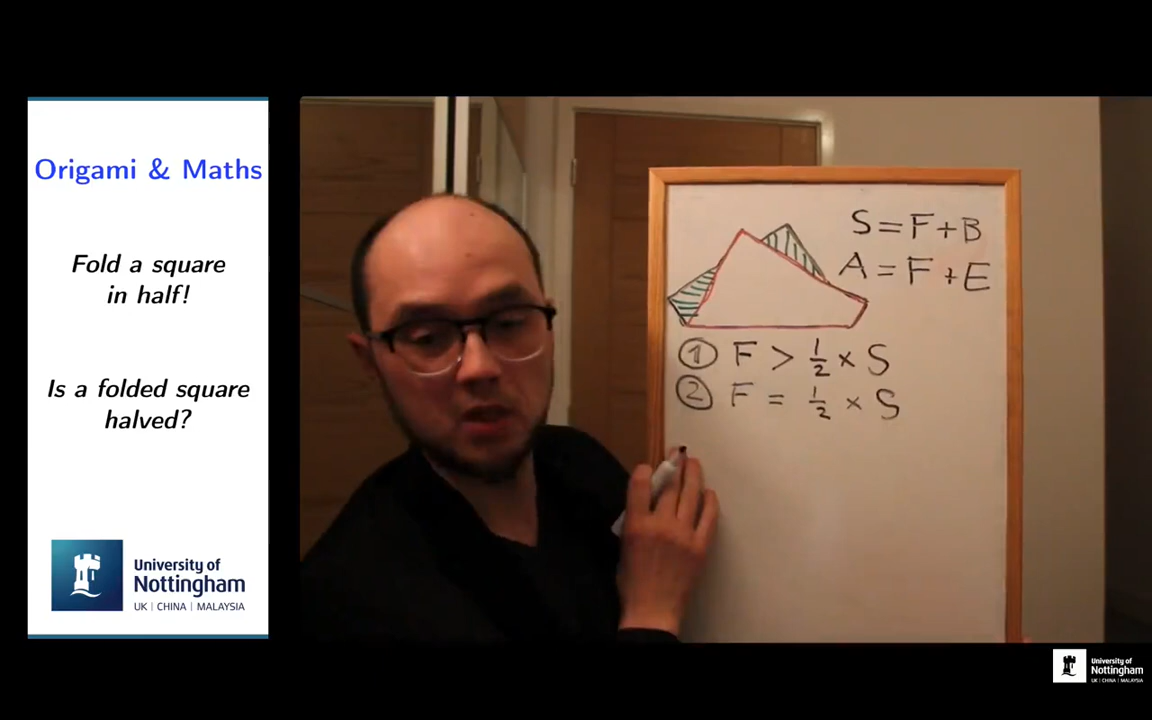 Origami & Maths
Fold a square
in half!
Is a folded square
halved?
University of
Nottingham
UK | CHINA | MALAYSIA
S = F + B
A = F + E
① F > 1/2 × S
② F = 1/2 × S
University of
Nottingham
UK | CHINA | MALAYSIA